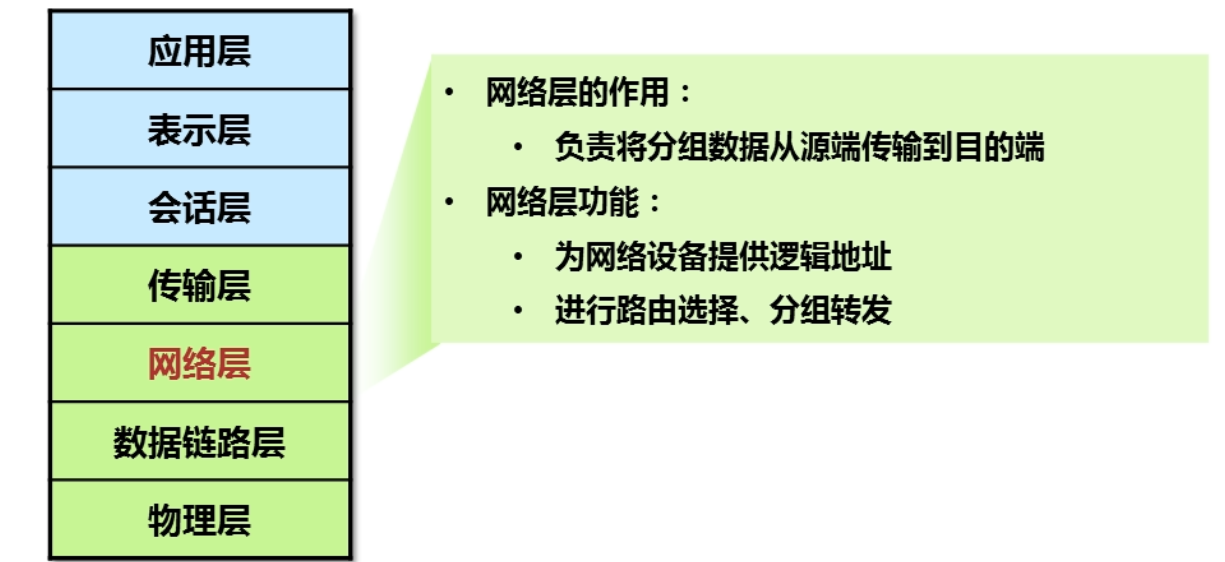 应用层
表示层
会话层
传输层
网络层
数据链路层
物理层
• 网络层的作用：
• 负责将分组数据从源端传输到目的端
• 网络层功能：
• 为网络设备提供逻辑地址
• 进行路由选择、分组转发